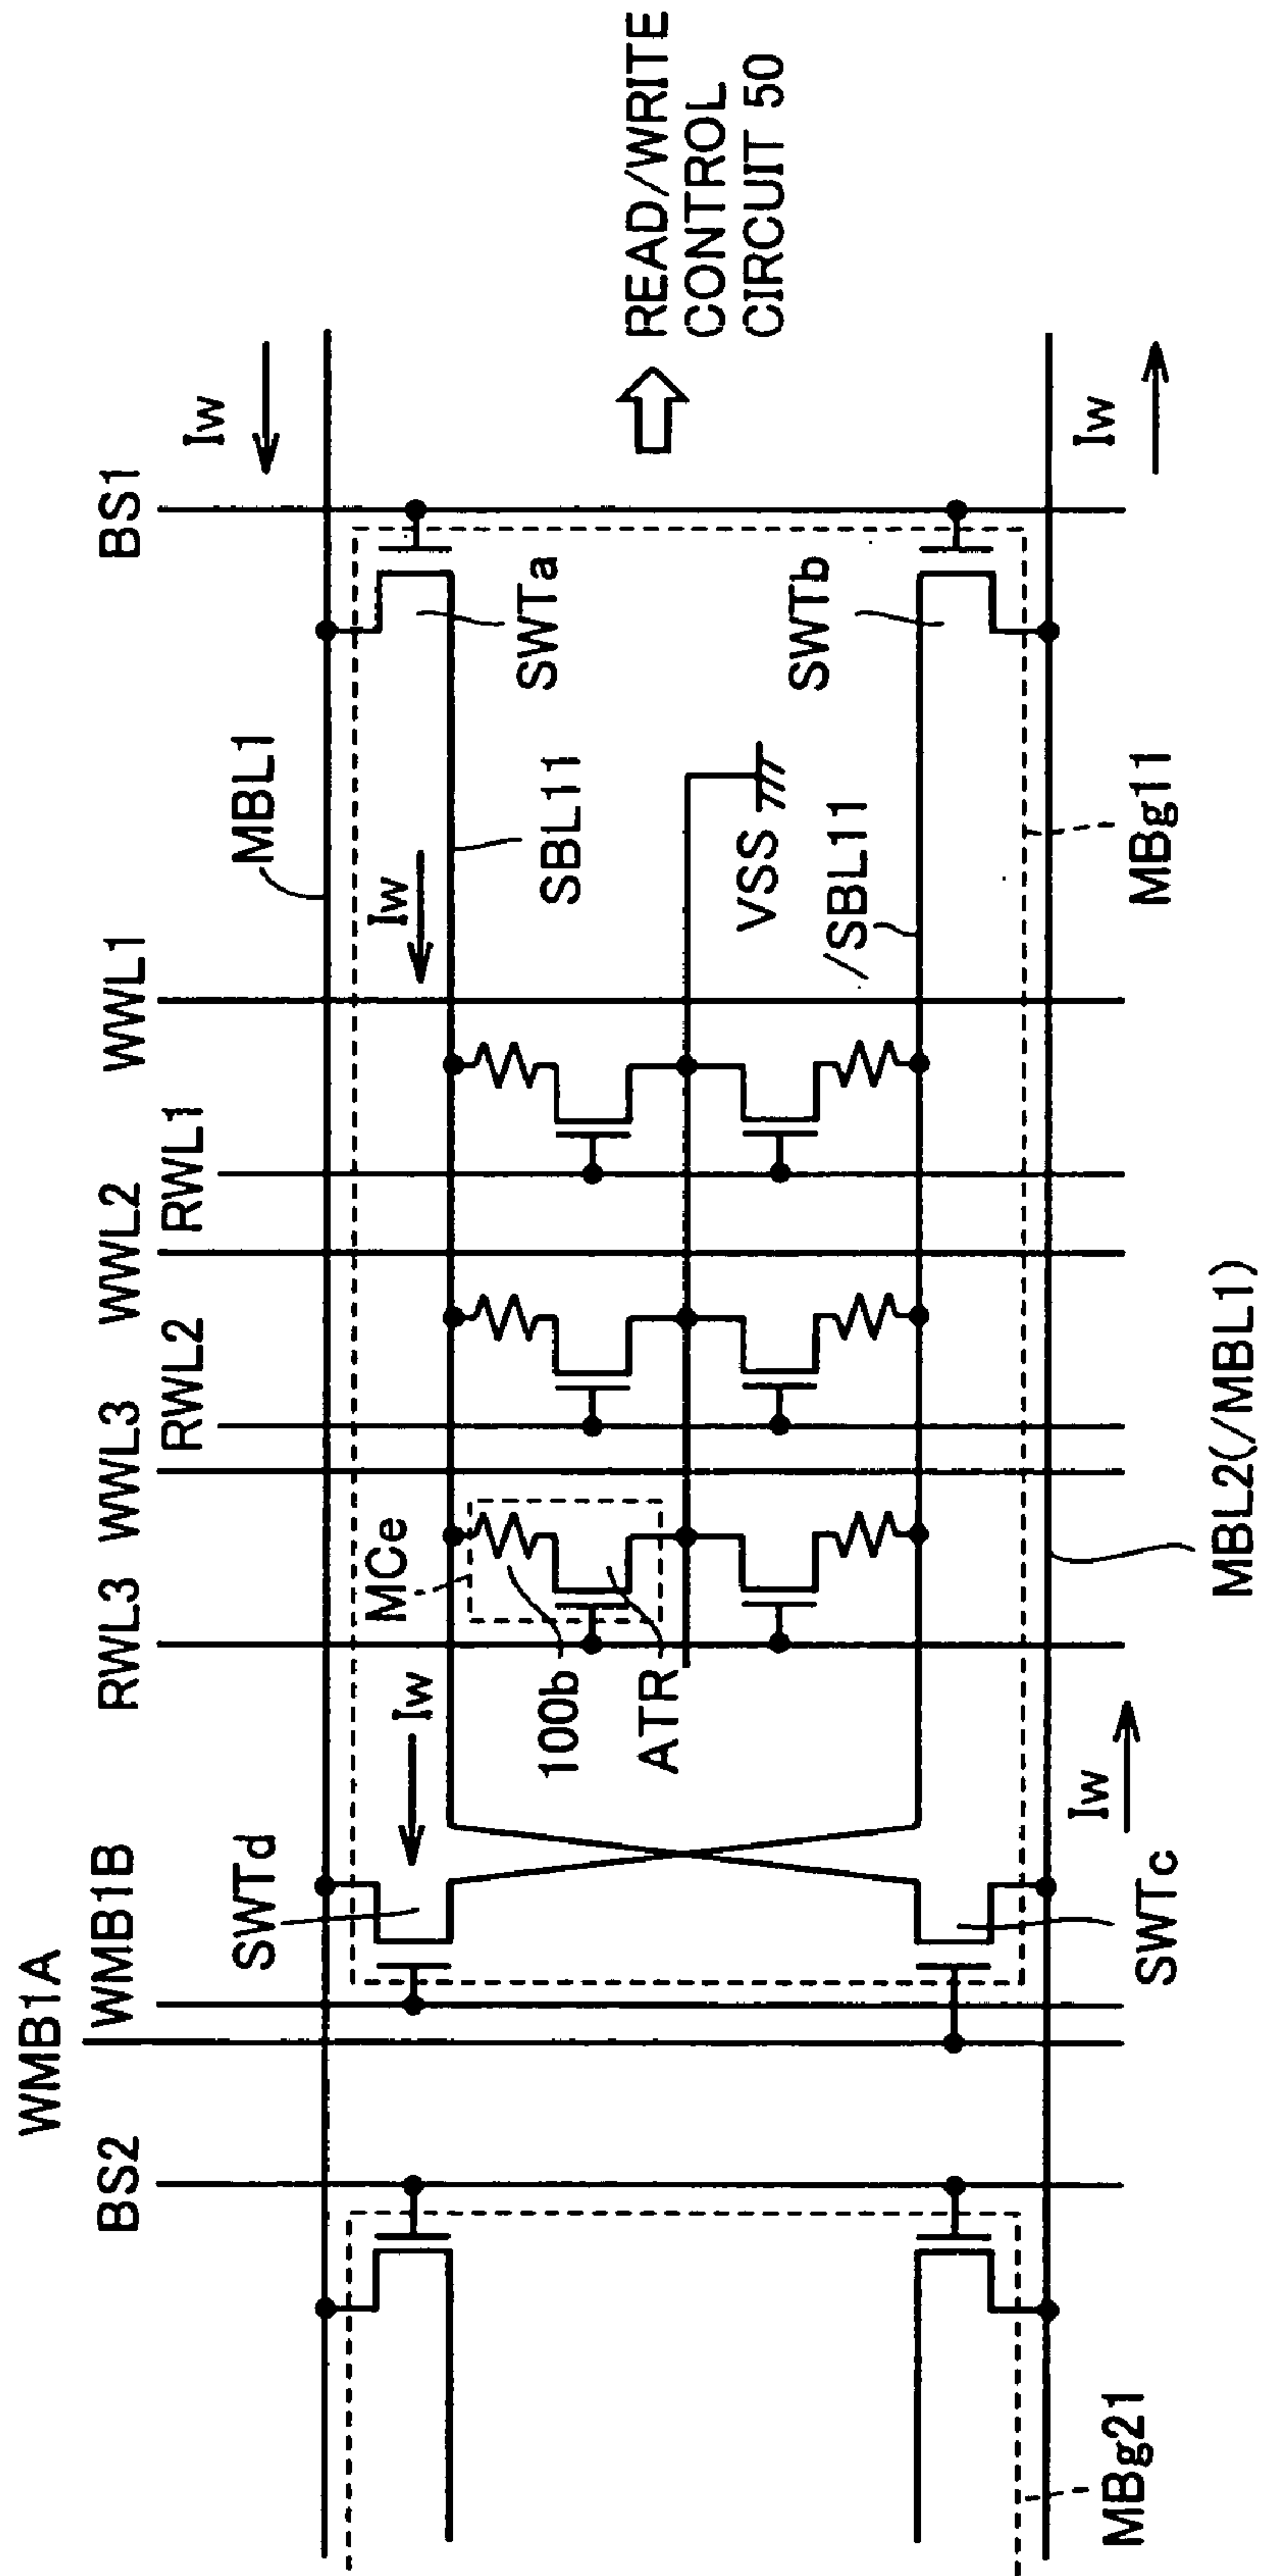 WMB1A
BS2
WMB1B
RWL3
WWL3
RWL2
WWL2
RWL1
WWL1
BS1
Iw
MBL1
SWTd
Iw
MCe
Iw
SBL11
SWTa
100b
ATR
READ/WRITE
CONTROL
CIRCUIT 50
VSS
/SBL11
SWTb
Iw
Iw
SWTc
MBg21
MBg11
MBL2(/MBL1)